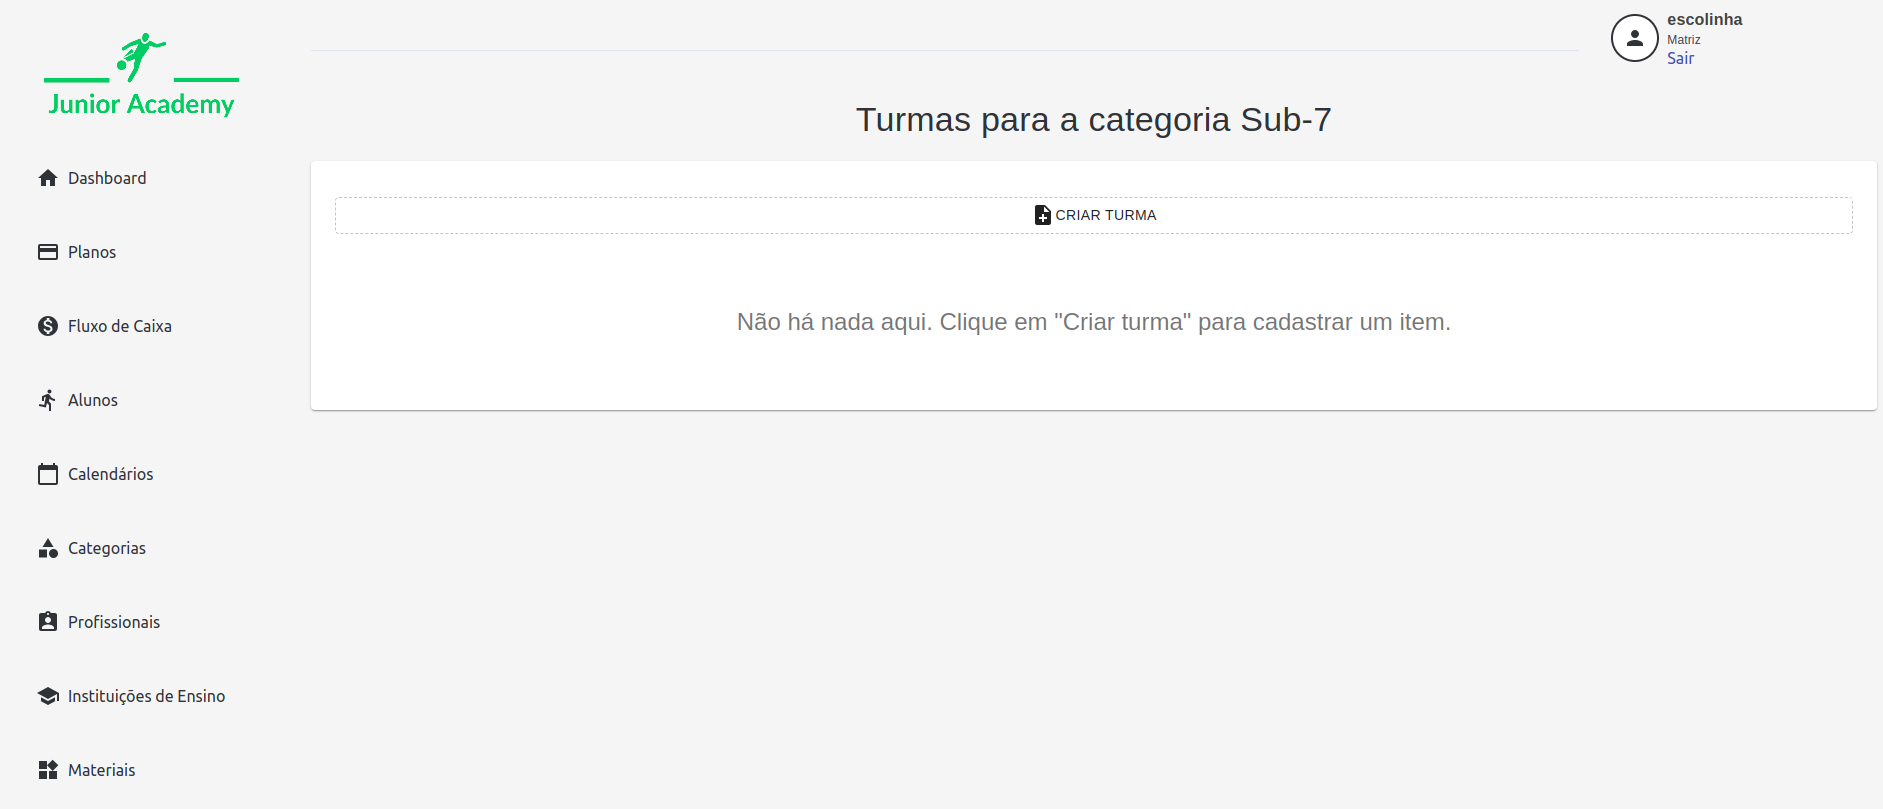 Junior Academy
Dashboard
Planos
Fluxo de Caixa
Alunos
Calendários
Categorias
Profissionais
Instituições de Ensino
Materiais
escolinha
Matriz
Sair
Turmas para a categoria Sub-7
CRIAR TURMA
Não há nada aqui. Clique em "Criar turma" para cadastrar um item.